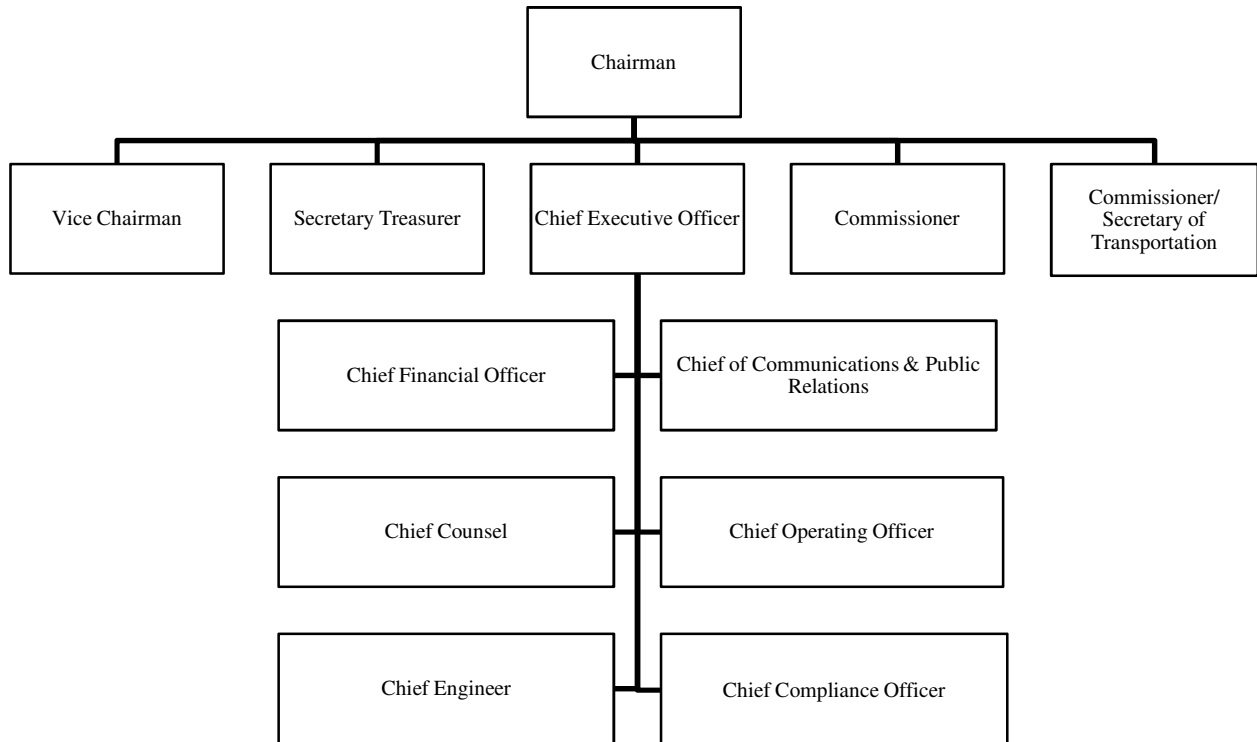 Chairman
Vice Chairman
Secretary Treasurer
Chief Executive Officer
Commissioner
Commissioner/
Secretary of
Transportation
Chief Financial Officer
Chief of Communications & Public
Relations
Chief Counsel
Chief Operating Officer
Chief Engineer
Chief Compliance Officer